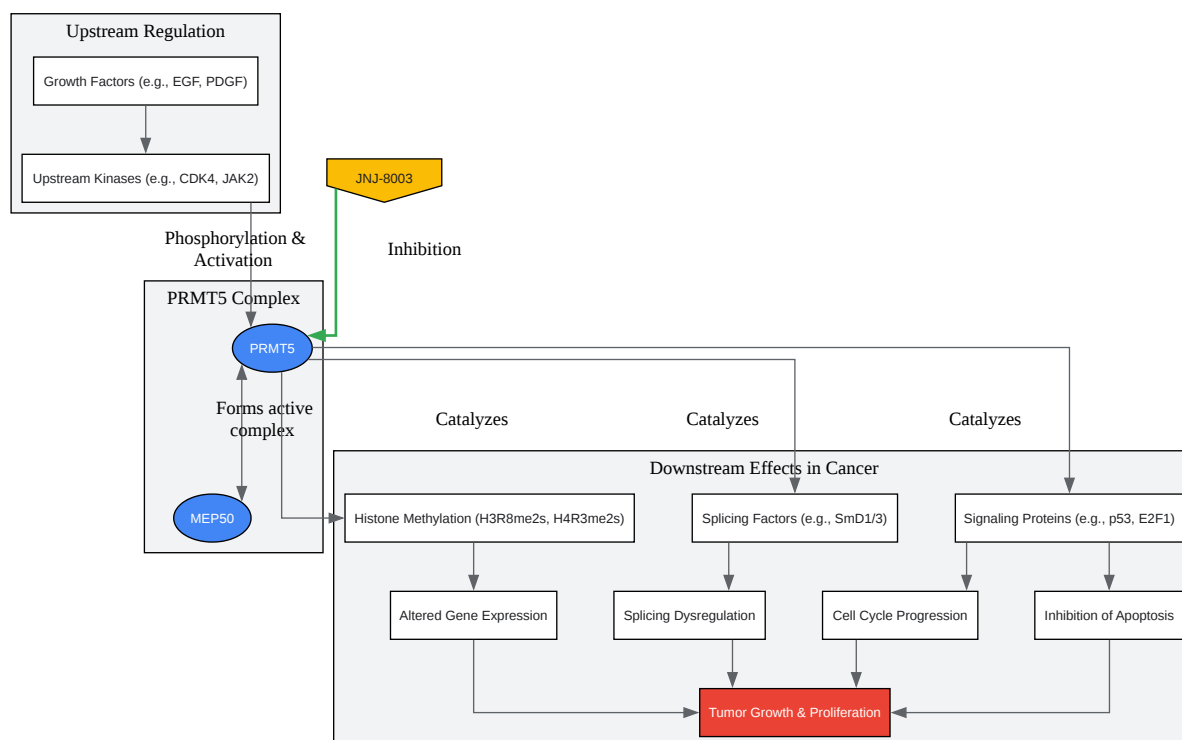 Upstream Regulation
Growth Factors (e.g., EGF, PDGF)
Upstream Kinases (e.g., CDK4, JAK2)
JNJ-8003
Phosphorylation &
Activation
Inhibition
PRMT5 Complex
PRMT5
Forms active
complex
MEP50
Catalyzes
Catalyzes
Catalyzes
Downstream Effects in Cancer
Histone Methylation (H3R8me2s, H4R3me2s)
Splicing Factors (e.g., SmD1/3)
Signaling Proteins (e.g., p53, E2F1)
Altered Gene Expression
Splicing Dysregulation
Cell Cycle Progression
Inhibition of Apoptosis
Tumor Growth & Proliferation